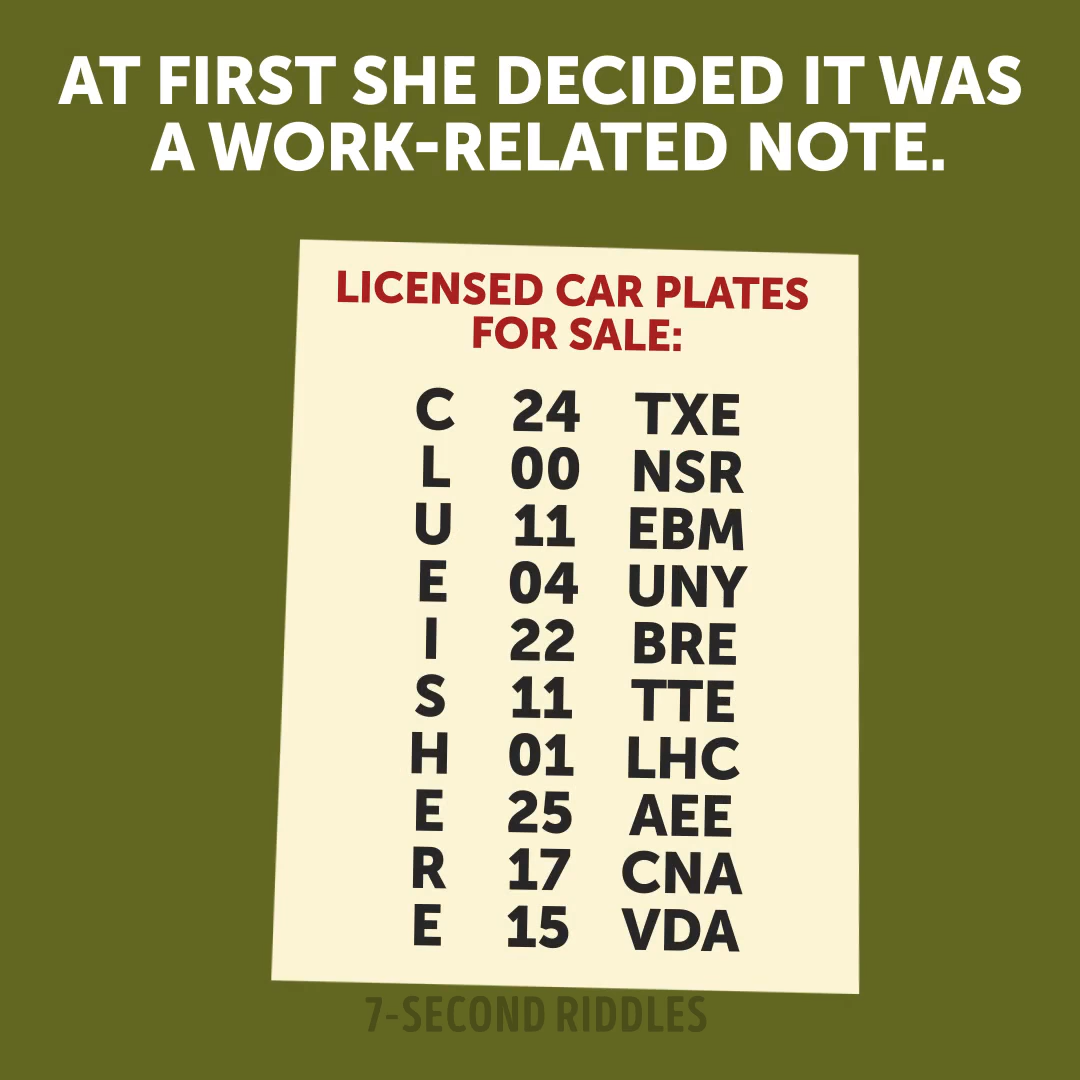 AT FIRST SHE DECIDED IT WAS
A WORK-RELATED NOTE.
LICENSED CAR PLATES
FOR SALE:
C 24 TXE
L 00 NSR
U 11 EBM
E 04 UNY
I 22 BRE
S 11 TTE
H 01 LHC
E 25 AEE
R 17 CNA
E 15 VDA
7-SECOND RIDDLES